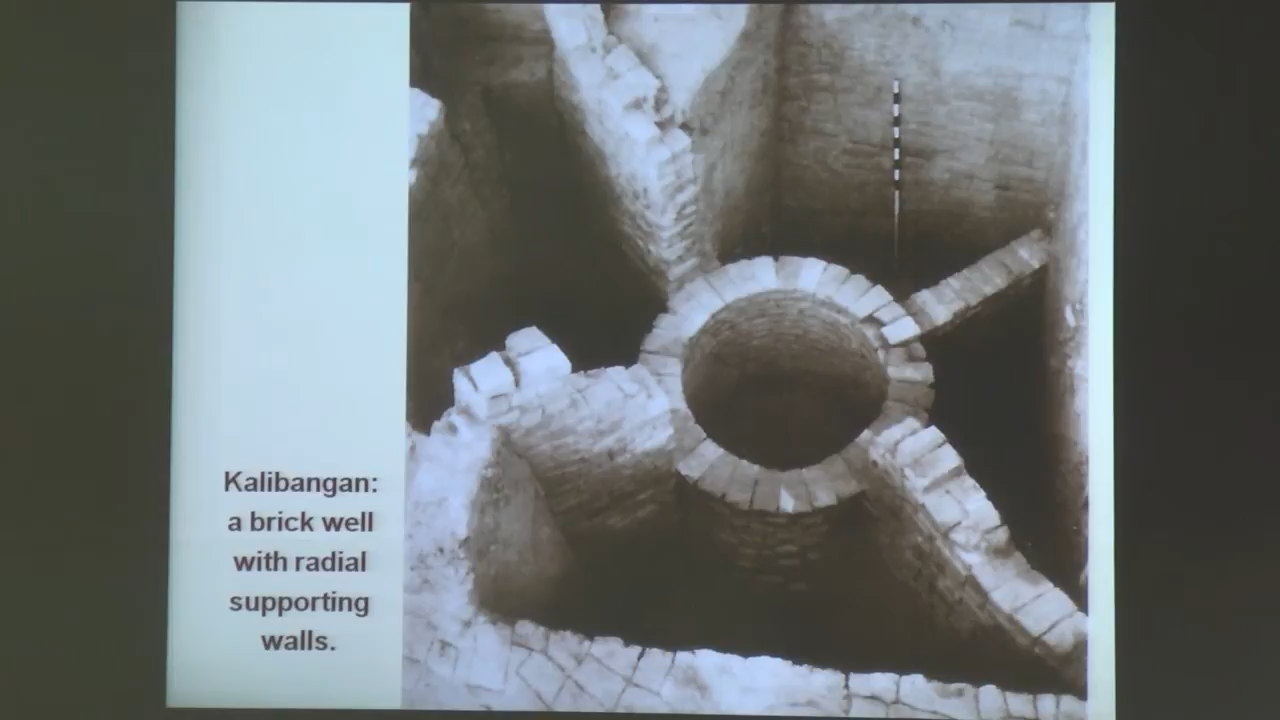 Kalibangan:
a brick well
with radial
supporting
walls.